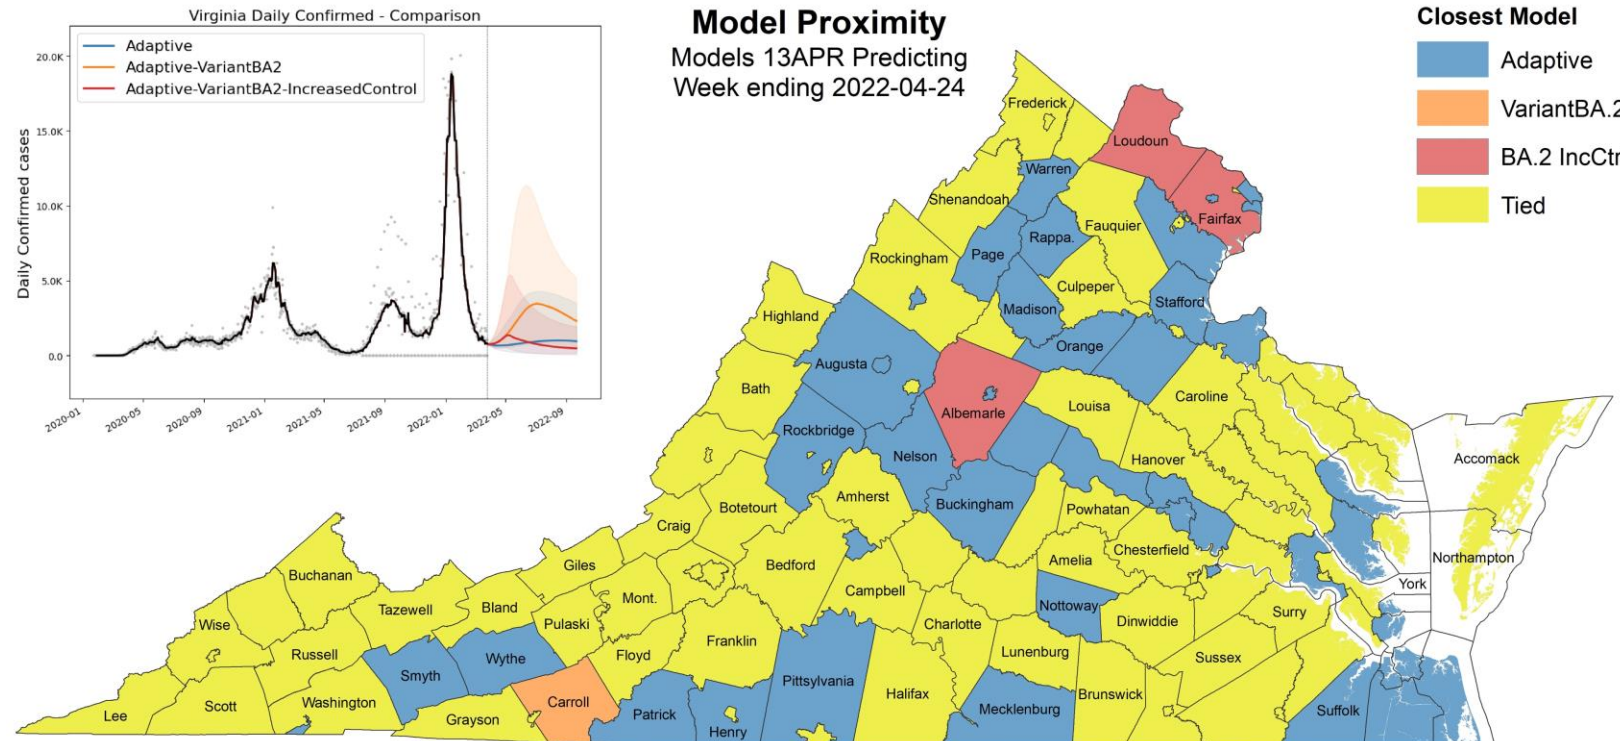 Virginia Daily Confirmed - Comparison
Adaptive
Adaptive-VariantBA2
Adaptive-VariantBA2-IncreasedControl
Daily Confirmed cases
20.0K
15.0K
10.0K
5.0K
0.0
2020-01
2020-05
2020-09
2021-01
2021-05
2021-09
2022-01
2022-05
2022-09
Model Proximity
Models 13APR Predicting
Week ending 2022-04-24
Closest Model
Adaptive
VariantBA.2
BA.2 IncCtr
Tied
Frederick
Loudoun
Warren
Shenandoah
Fairfax
Fauquier
Rappa.
Page
Rockingham
Culpeper
Stafford
Madison
Highland
Orange
Augusta
Bath
Caroline
Louisa
Albemarle
Rockbridge
Nelson
Hanover
Accomack
Amherst
Buckingham
Botetourt
Powhatan
Craig
Chesterfield
Northampton
Amelia
Bedford
Giles
Buchanan
York
Campbell
Mont.
Nottoway
Bland
Tazewell
Surry
Dinwiddie
Pulaski
Wise
Charlotte
Franklin
Lunenburg
Floyd
Russell
Sussex
Wythe
Smyth
Pittsylvania
Halifax
Brunswick
Washington
Carroll
Scott
Mecklenburg
Suffolk
Patrick
Lee
Grayson
Henry